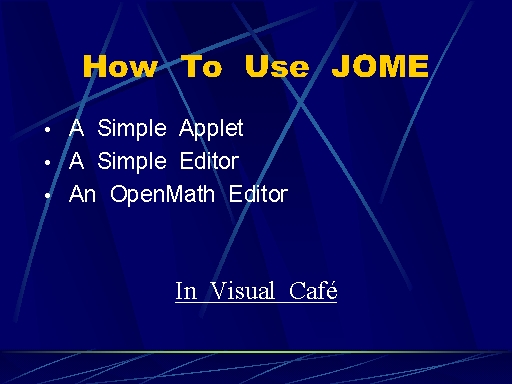 How To Use JOME
• A Simple Applet
• A Simple Editor
• An OpenMath Editor
In Visual Café